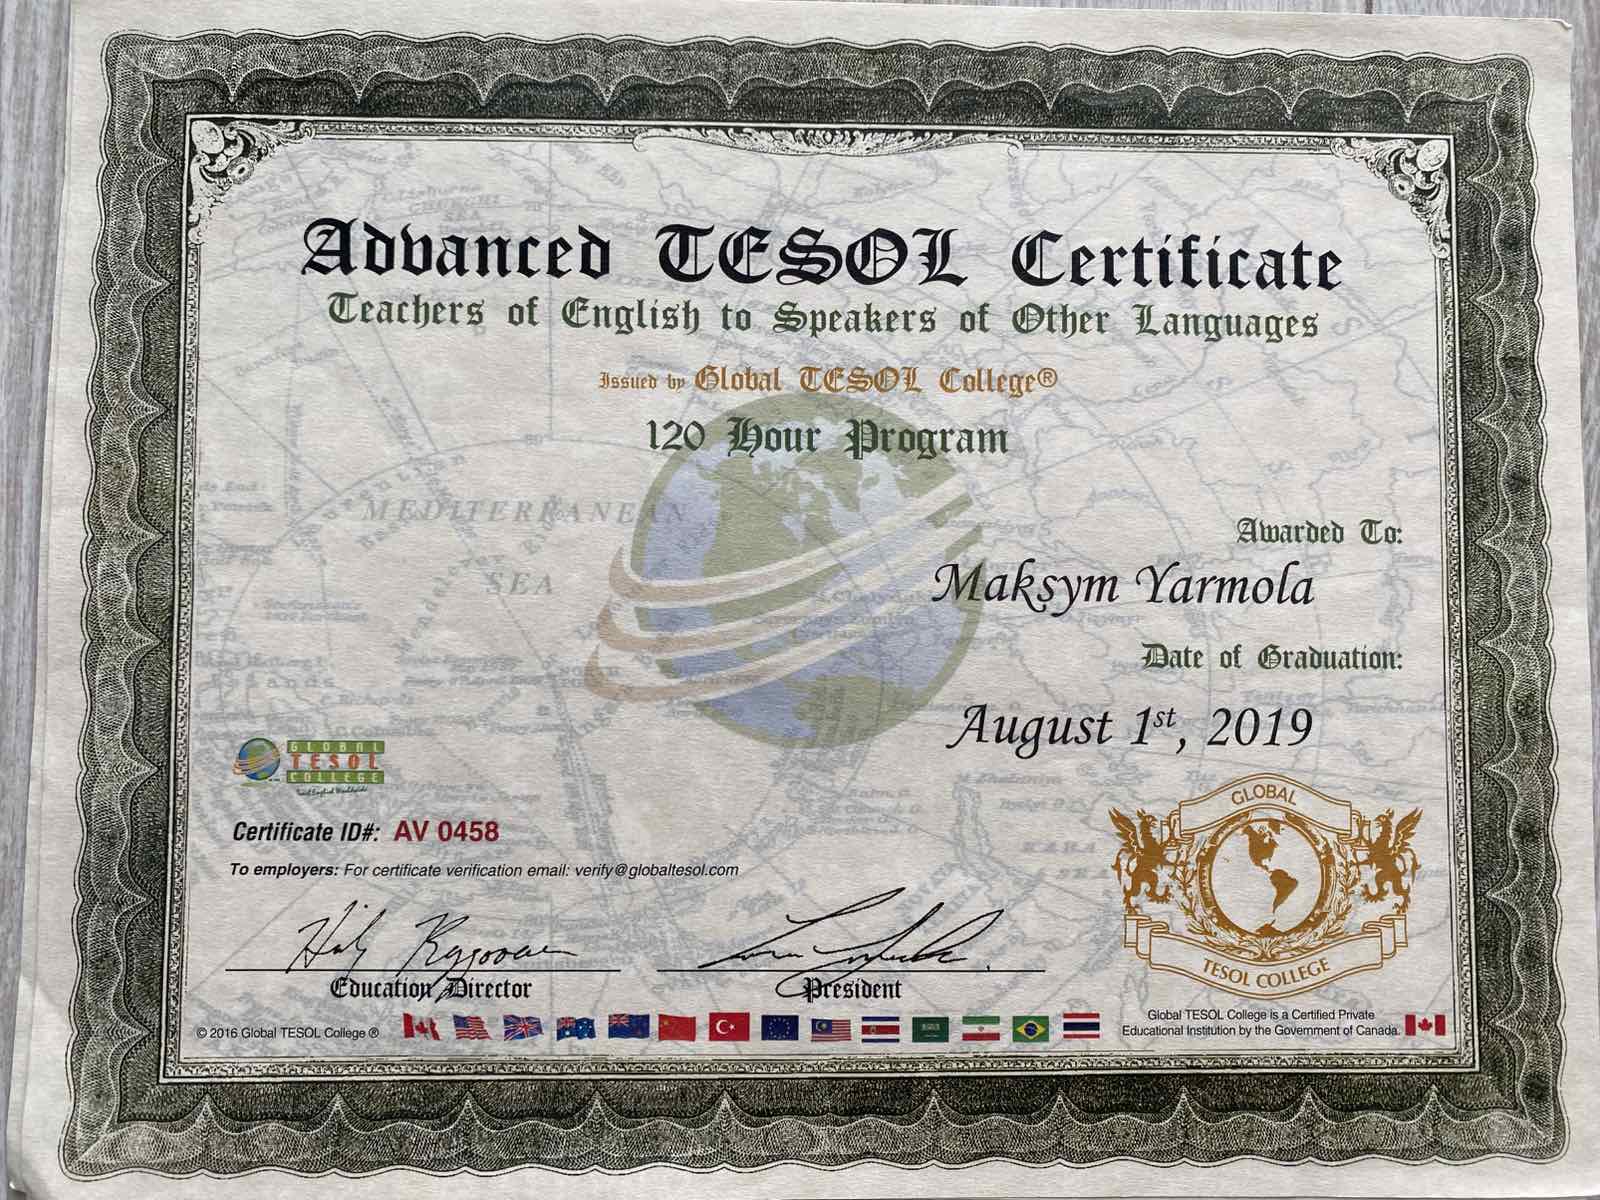 Advanced TESOL Certificate
Teachers of English to Speakers of Other Languages
Issued by Global TESOL College®
120 Hour Program
MEDITERRANEAN
SEA
Awarded To:
Maksym Yarmola
Date of Graduation:
August 1st, 2019
GLOBAL
TESOL
COLLEGE
Teach English Worldwide
Certificate ID#: AV 0458
To employers: For certificate verification email: verify@globaltesol.com
GLOBAL
TESOL COLLEGE
Education Director
President
© 2016 Global TESOL College ®
Global TESOL College is a Certified Private
Educational Institution by the Government of Canada.